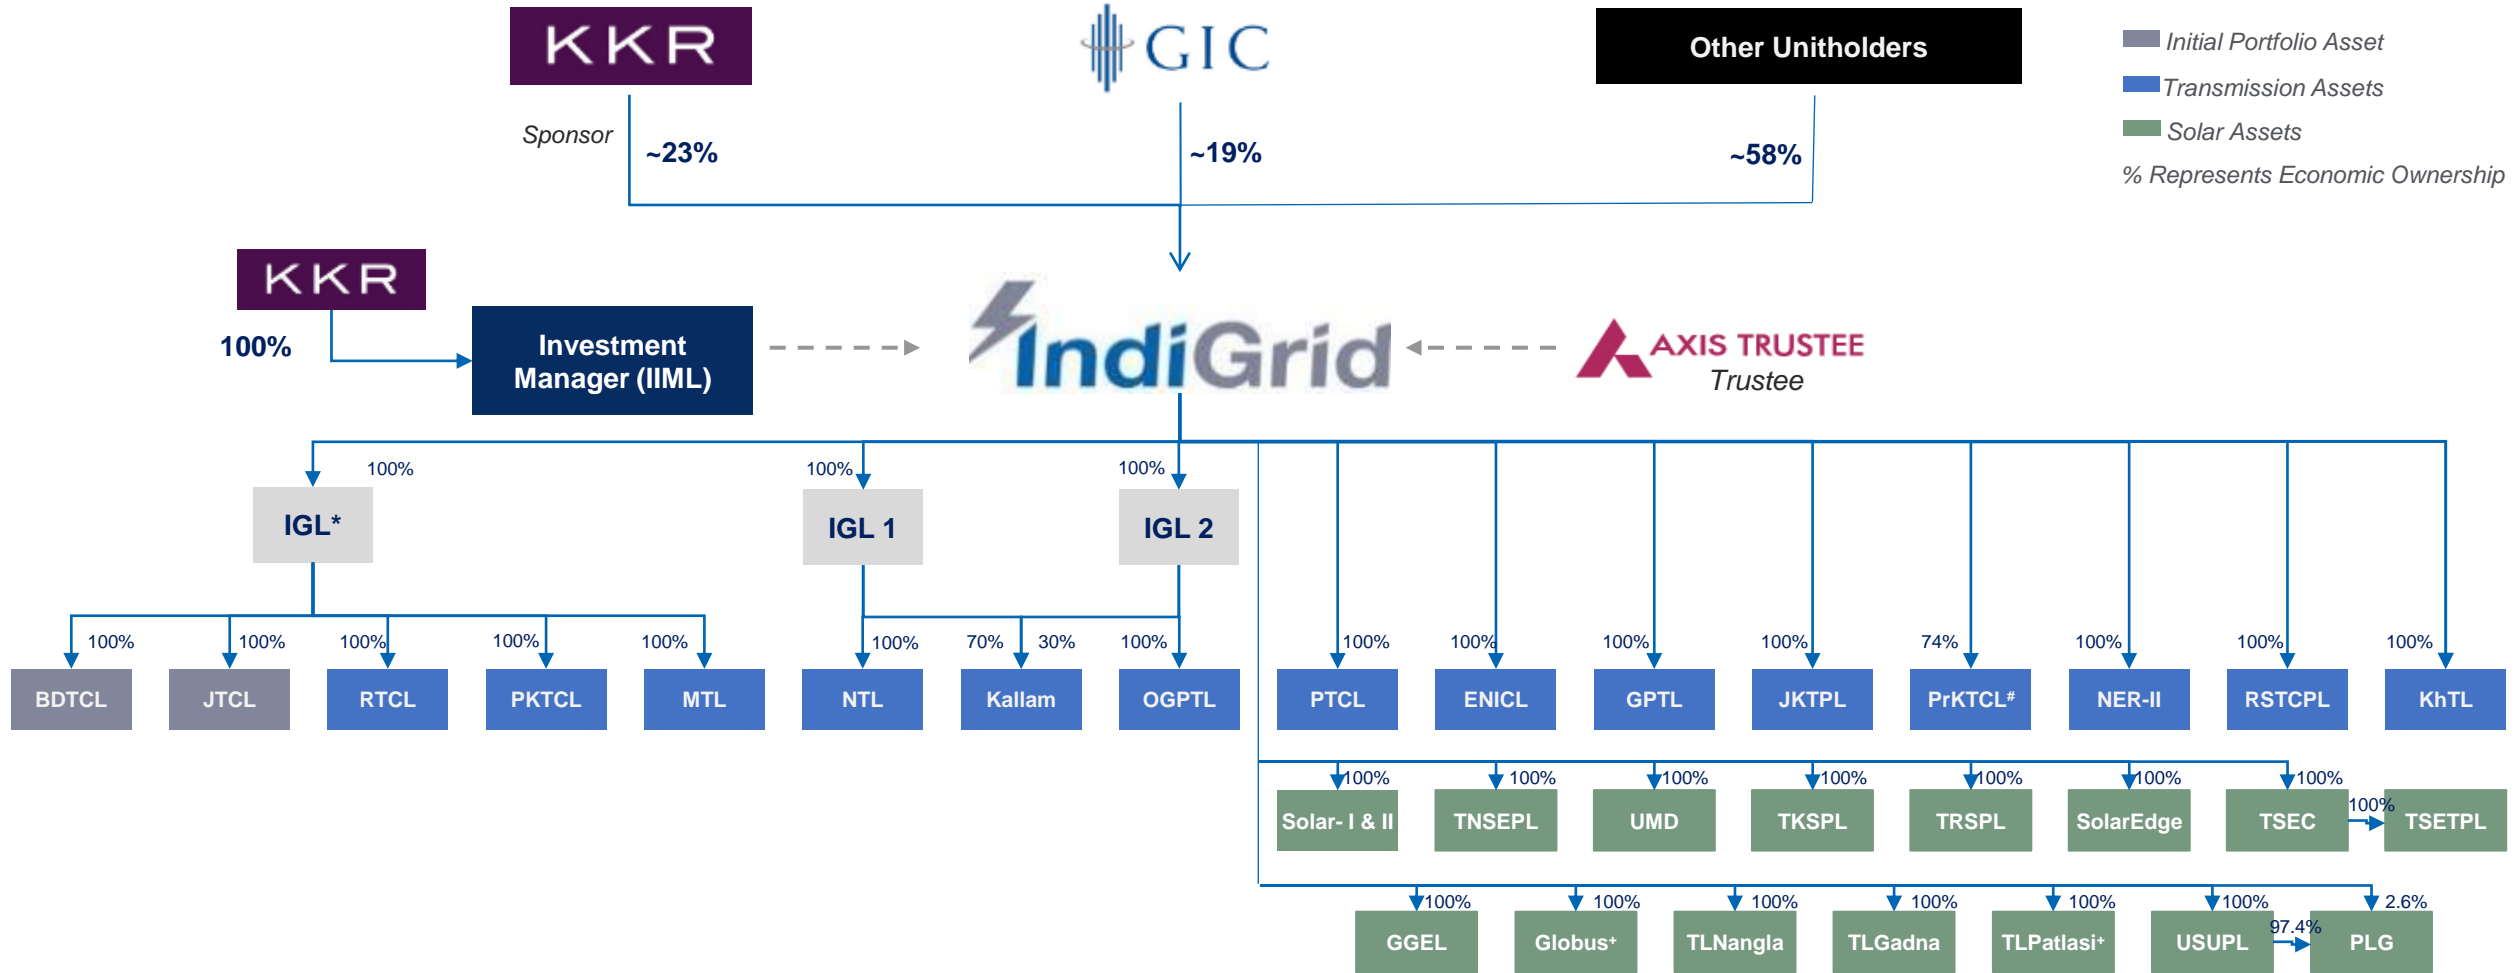 KKR
GIC
Other Unitholders
Initial Portfolio Asset
Transmission Assets
Solar Assets
% Represents Economic Ownership
Sponsor
~23%
~19%
~58%
KKR
100%
Investment
Manager (IIML)
IndiGrid
AXIS TRUSTEE
Trustee
100%
100%
100%
IGL*
IGL 1
IGL 2
100%
100%
100%
100%
100%
100%
70%
30%
100%
100%
100%
100%
100%
74%
100%
100%
100%
BDTCL
JTCL
RTCL
PKTCL
MTL
NTL
Kallam
OGPTL
PTCL
ENICL
GPTL
JKTPL
PrKTCL#
NER-II
RSTCPL
KhTL
100%
100%
100%
100%
100%
100%
100%
100%
Solar- I & II
TNSEPL
UMD
TKSPL
TRSPL
SolarEdge
TSEC
TSETPL
100%
100%
100%
100%
100%
100%
2.6%
97.4%
GGEL
Globus+
TLNangla
TLGadna
TLPatlasi+
USUPL
PLG